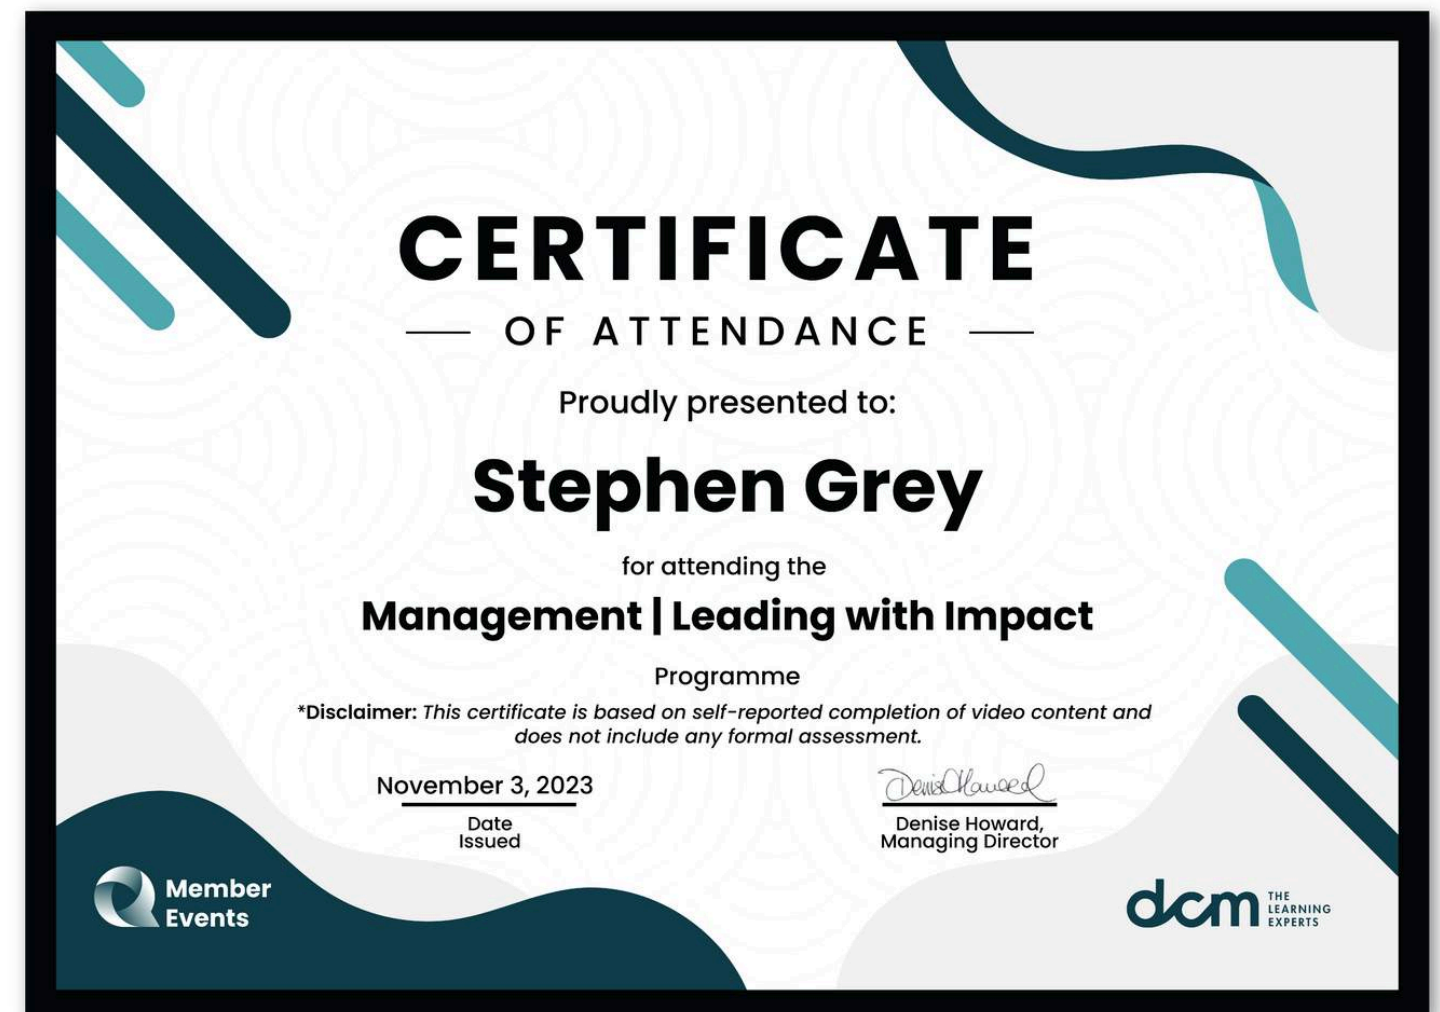 CERTIFICATE
OF ATTENDANCE
Proudly presented to:
Stephen Grey
for attending the
Management | Leading with Impact
Programme
*Disclaimer: This certificate is based on self-reported completion of video content and
does not include any formal assessment.
November 3, 2023
Date
Issued
Denise Howard
Denise Howard,
Managing Director
Member
Events
dcm THE
LEARNING
EXPERTS